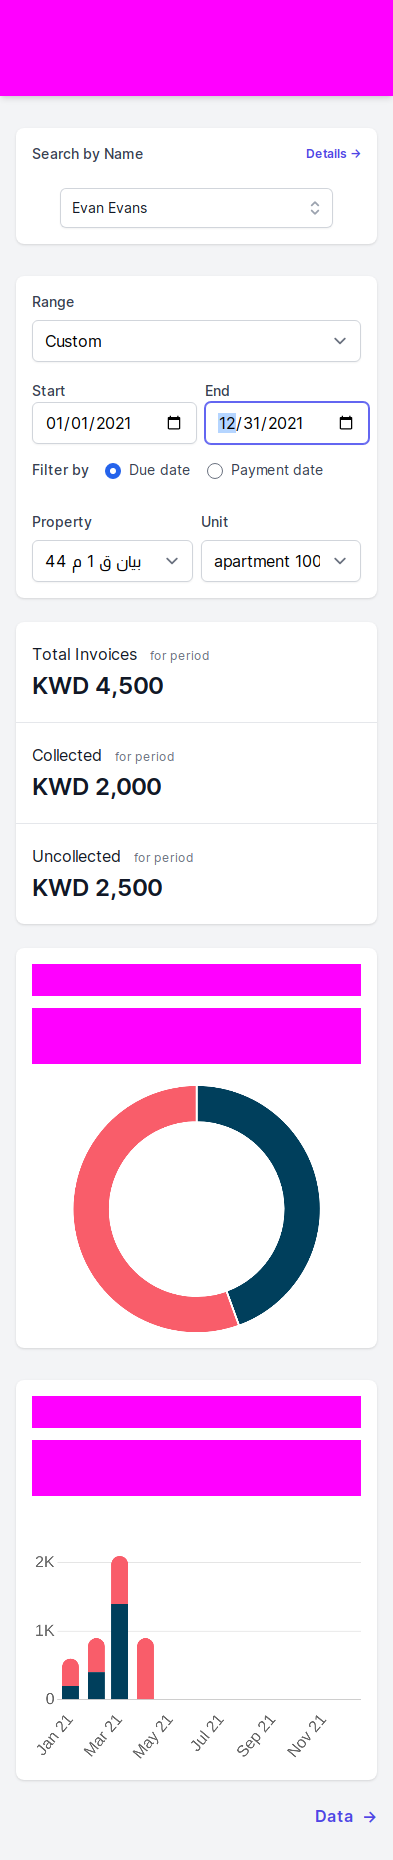 Search by Name
Details →
Evan Evans
Range
Custom
Start
End
01/01/2021
12/31/2021
Filter by
Due date
Payment date
Property
Unit
بيان ق 1 م 44
apartment 100
Total Invoices for period
KWD 4,500
Collected for period
KWD 2,000
Uncollected for period
KWD 2,500
2K
1K
0
Jan 21
Mar 21
May 21
Jul 21
Sep 21
Nov 21
Data →